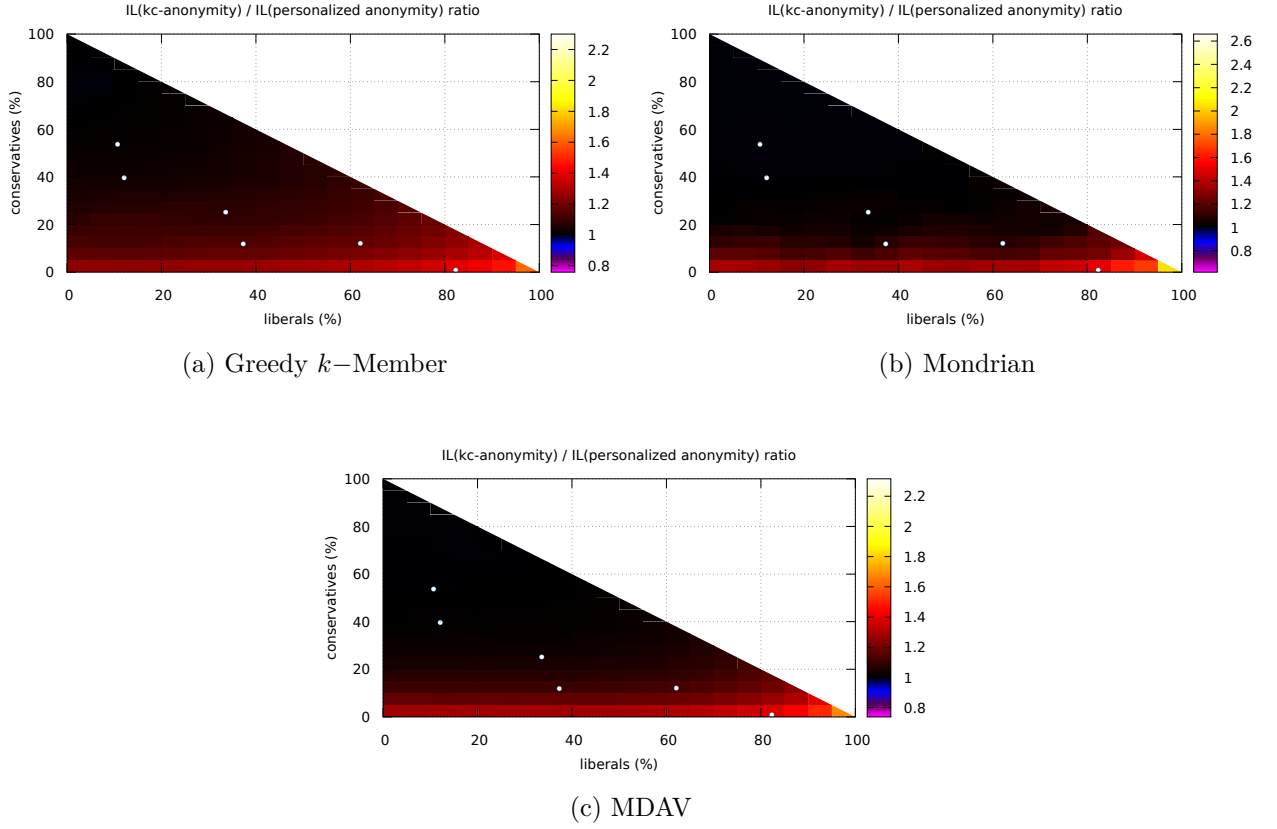 IL(kc-anonymity) / IL(personalized anonymity) ratio
100
80
60
40
20
0
conservatives (%)
0 20 40 60 80 100
liberals (%)
2.2
2
1.8
1.6
1.4
1.2
1
0.8
(a) Greedy k−Member
IL(kc-anonymity) / IL(personalized anonymity) ratio
100
80
60
40
20
0
conservatives (%)
0 20 40 60 80 100
liberals (%)
2.6
2.4
2.2
2
1.8
1.6
1.4
1.2
1
0.8
(b) Mondrian
IL(kc-anonymity) / IL(personalized anonymity) ratio
100
80
60
40
20
0
conservatives (%)
0 20 40 60 80 100
liberals (%)
2.2
2
1.8
1.6
1.4
1.2
1
0.8
(c) MDAV